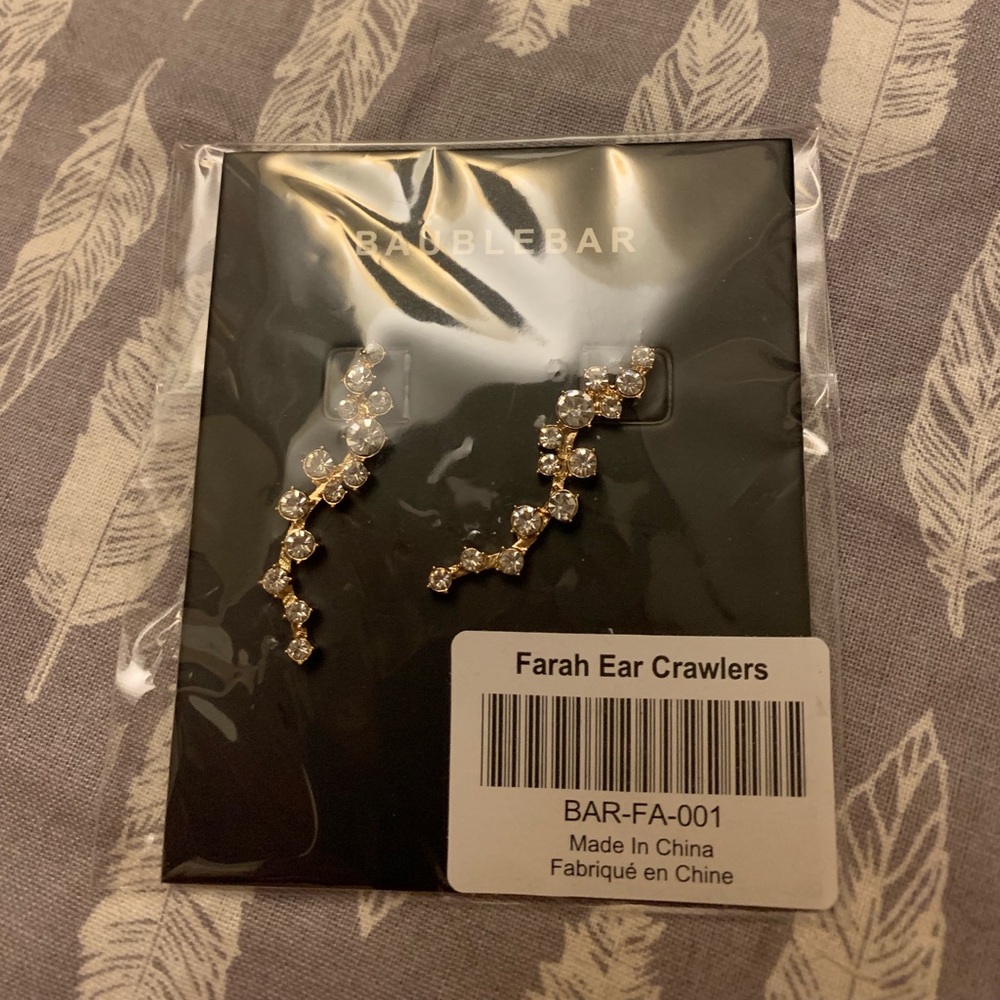 BAUBLEBAR
Farah Ear Crawlers
BAR-FA-001
Made In China
Fabriqué en Chine